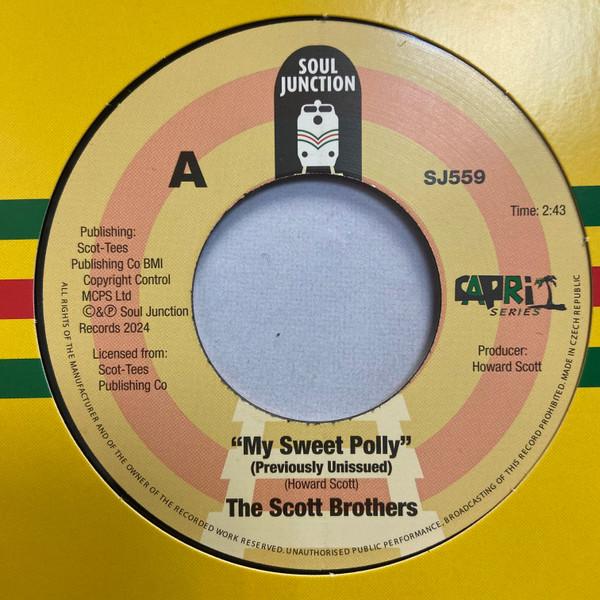 SOUL
JUNCTION
A
SJ559
Time: 2:43
Publishing:
Scot-Tees
Publishing Co BMI
Copyright Control
MCPS Ltd
©&℗ Soul Junction
Records 2024
Licensed from:
Scot-Tees
Publishing Co
CAPRI
SERIES
Producer:
Howard Scott
"My Sweet Polly"
(Previously Unissued)
(Howard Scott)
The Scott Brothers
ALL RIGHTS OF THE MANUFACTURER AND OF THE OWNER OF THE RECORDED WORK RESERVED. UNAUTHORISED PUBLIC PERFORMANCE, BROADCASTING OF THIS RECORD PROHIBITED. MADE IN CZECH REPUBLIC